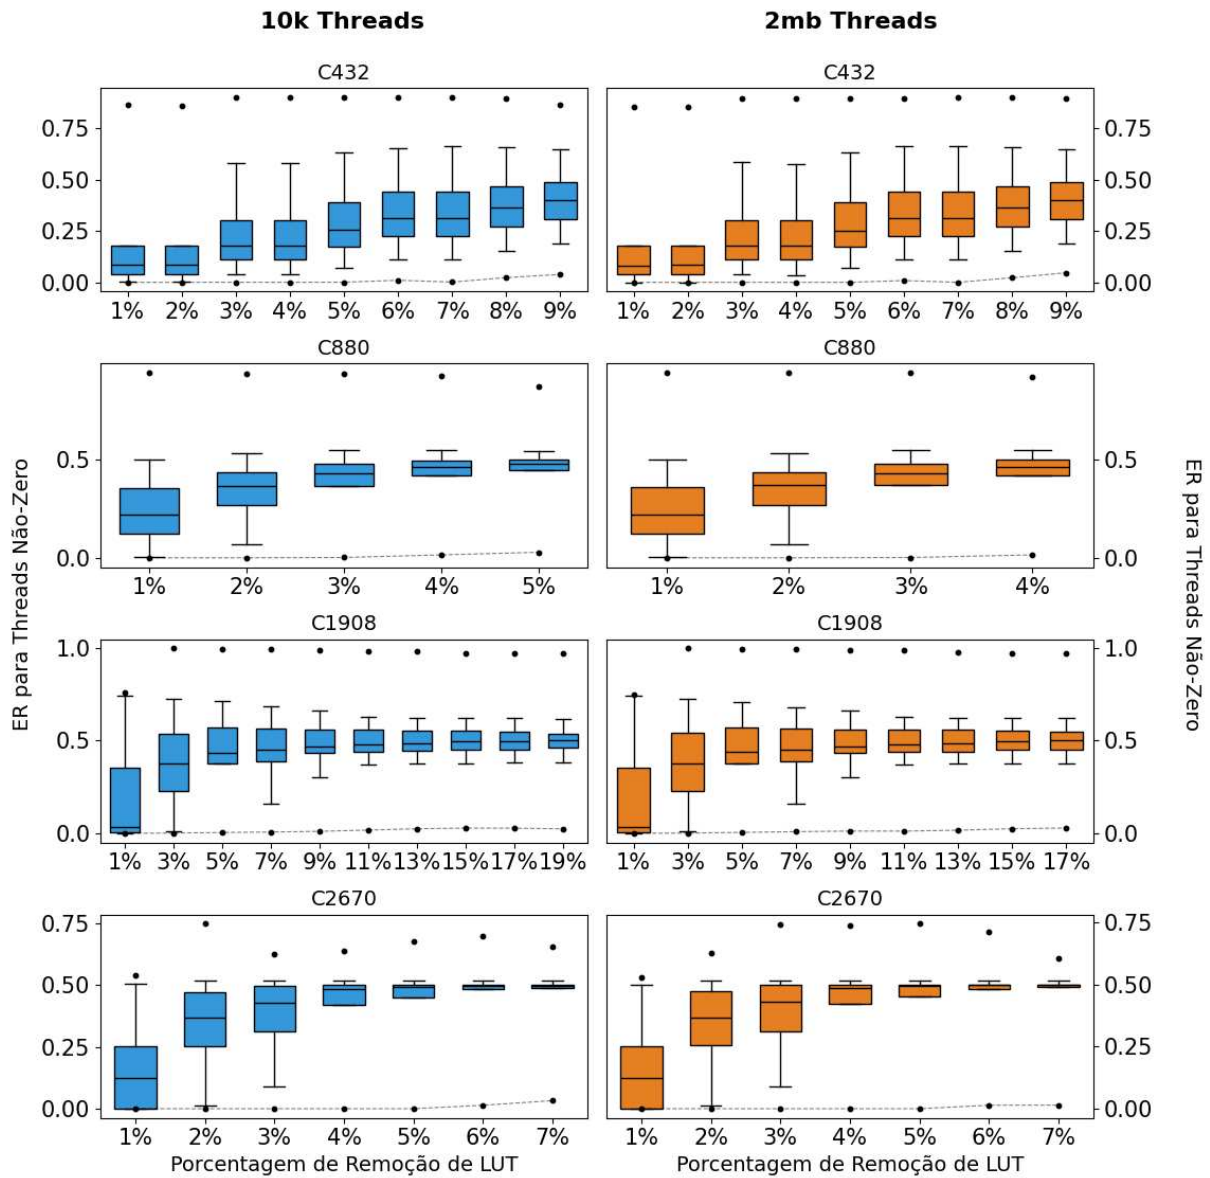 10k Threads
2mb Threads
C432
C432
0.75
0.50
0.25
0.00
0.75
0.50
0.25
0.00
1% 2% 3% 4% 5% 6% 7% 8% 9%
1% 2% 3% 4% 5% 6% 7% 8% 9%
C880
C880
0.5
0.0
0.5
0.0
1% 2% 3% 4% 5%
1% 2% 3% 4%
ER para Threads Não-Zero
ER para Threads Não-Zero
C1908
C1908
1.0
0.5
0.0
1.0
0.5
0.0
1% 3% 5% 7% 9% 11% 13% 15% 17% 19%
1% 3% 5% 7% 9% 11% 13% 15% 17%
C2670
C2670
0.75
0.50
0.25
0.00
0.75
0.50
0.25
0.00
1% 2% 3% 4% 5% 6% 7%
1% 2% 3% 4% 5% 6% 7%
Porcentagem de Remoção de LUT
Porcentagem de Remoção de LUT